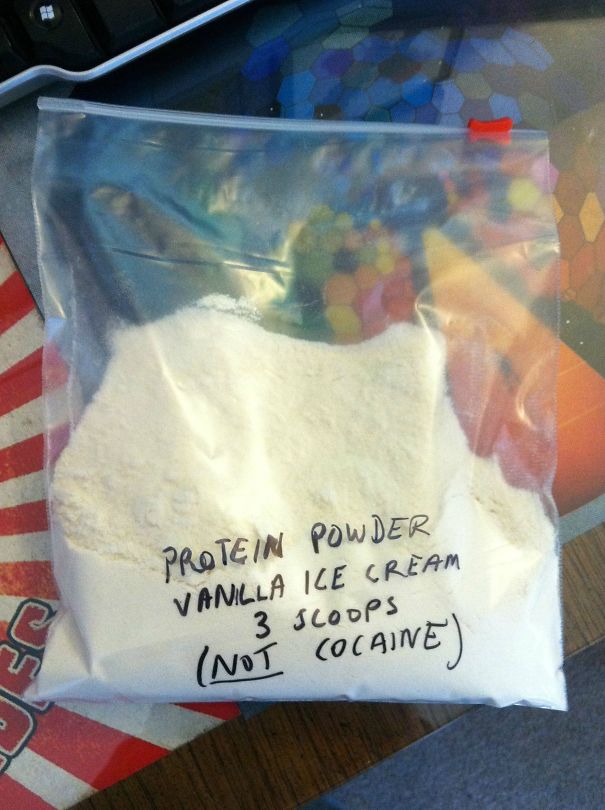 PROTEIN POWDER
VANILLA ICE CREAM
3 SCOOPS
(NOT COCAINE)